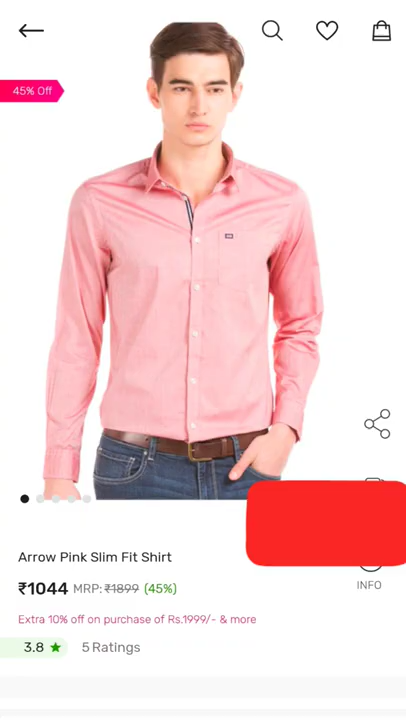 45% Off
Arrow Pink Slim Fit Shirt
₹1044 MRP: ₹1899 (45%)
INFO
Extra 10% off on purchase of Rs.1999/- & more
3.8 ★ 5 Ratings